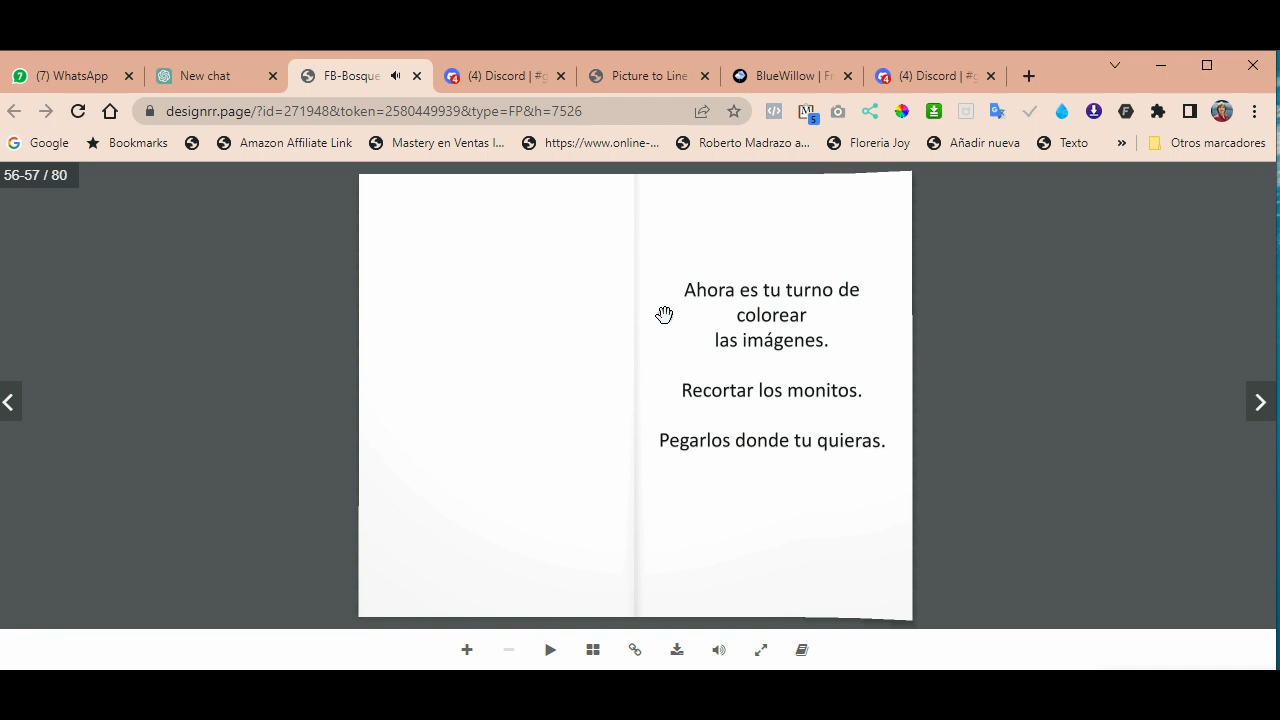 (7) WhatsApp
New chat
FB-Bosque
(4) Discord | #g
Picture to Line
BlueWillow | Fr
(4) Discord | #g
designrr.page/?id=271948&token=2580449939&type=FP&h=7526
5
Google
Bookmarks
Amazon Affiliate Link
Mastery en Ventas I...
https://www.online-...
Roberto Madrazo a...
Floreria Joy
Añadir nueva
Texto
»
Otros marcadores
56-57 / 80
Ahora es tu turno de
colorear
las imágenes.
Recortar los monitos.
Pegarlos donde tu quieras.